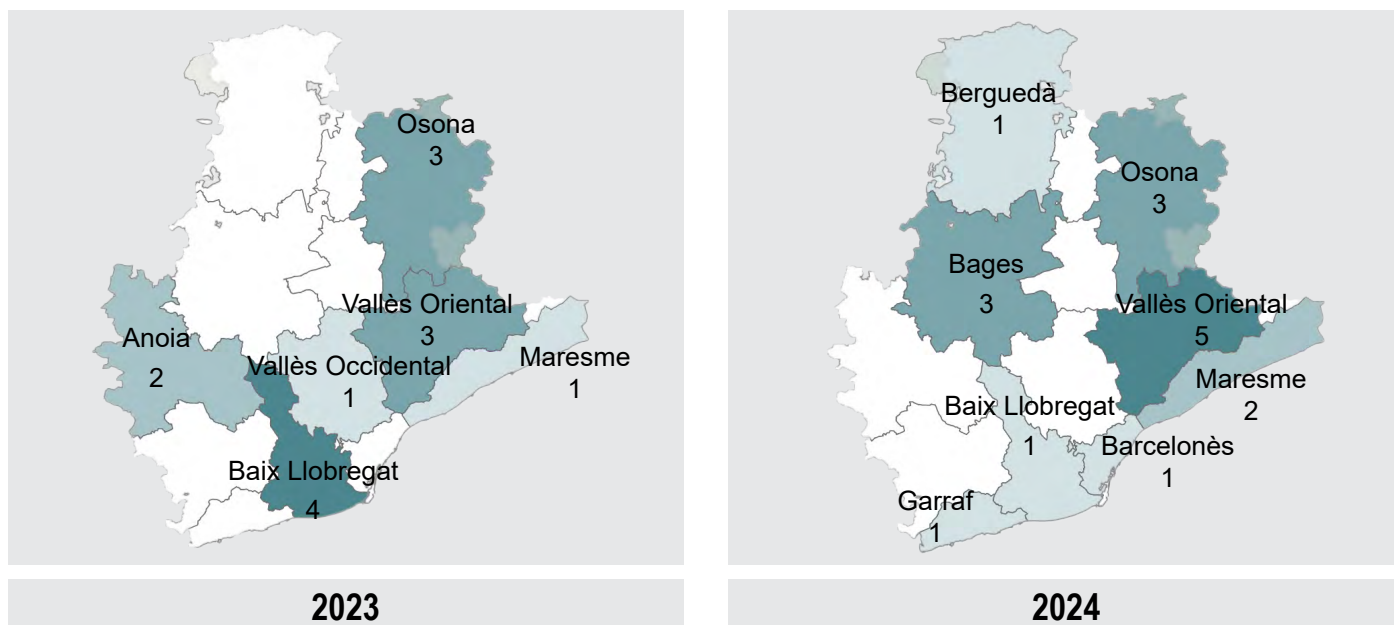 Osona
3
Vallès Oriental
3
Anoia
2
Vallès Occidental
1
Maresme
1
Baix Llobregat
4
2023
Berguedà
1
Osona
3
Bages
3
Vallès Oriental
5
Maresme
2
Baix Llobregat
1
Barcelonès
1
Garraf
1
2024